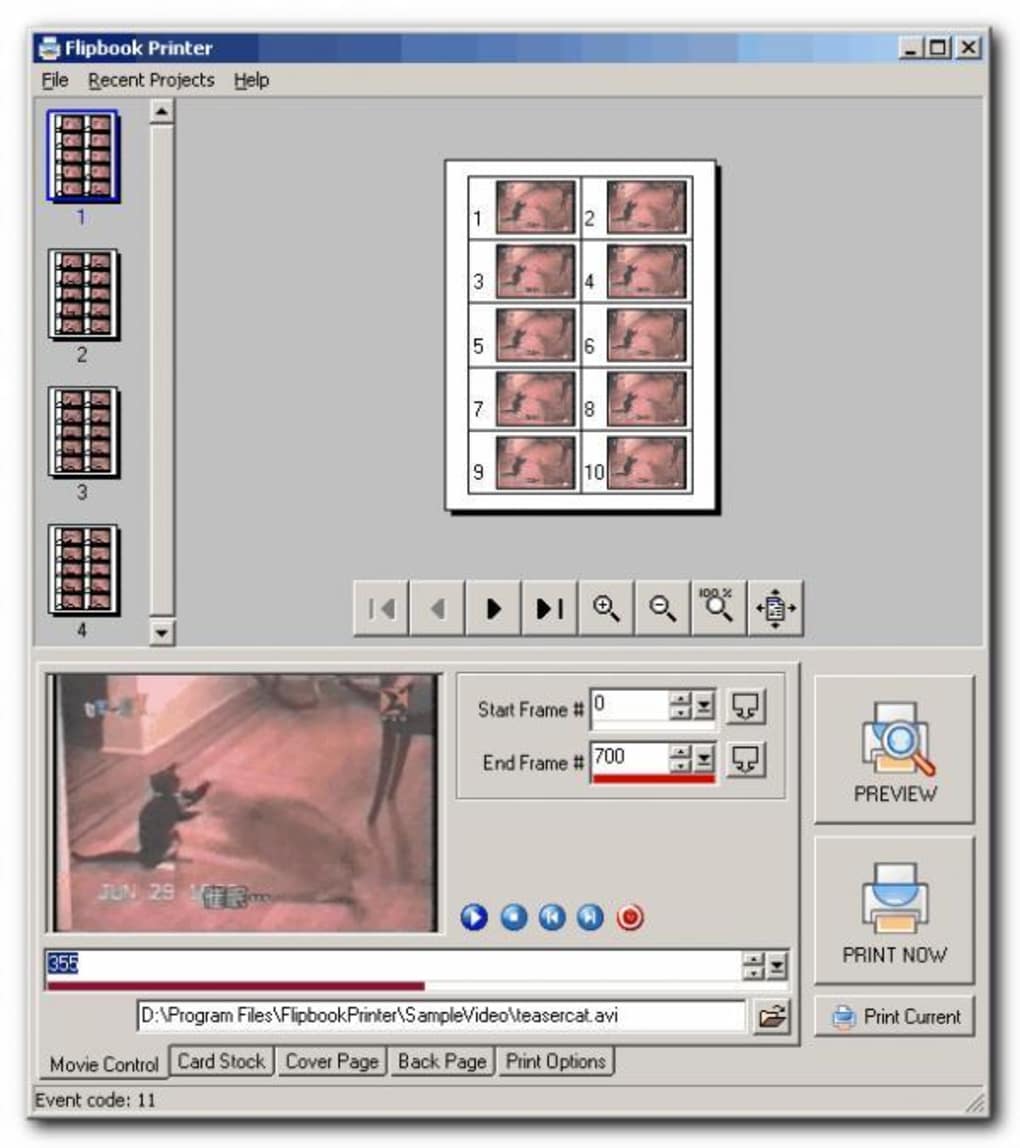 Flipbook Printer
File Recent Projects Help
1
2
3
4
1 2
3 4
5 6
7 8
9 10
100 %
Start Frame # 0
End Frame # 700
PREVIEW
JUN 29
355
PRINT NOW
D:\Program Files\FlipbookPrinter\SampleVideo\teasercat.avi
Print Current
Movie Control Card Stock Cover Page Back Page Print Options
Event code: 11